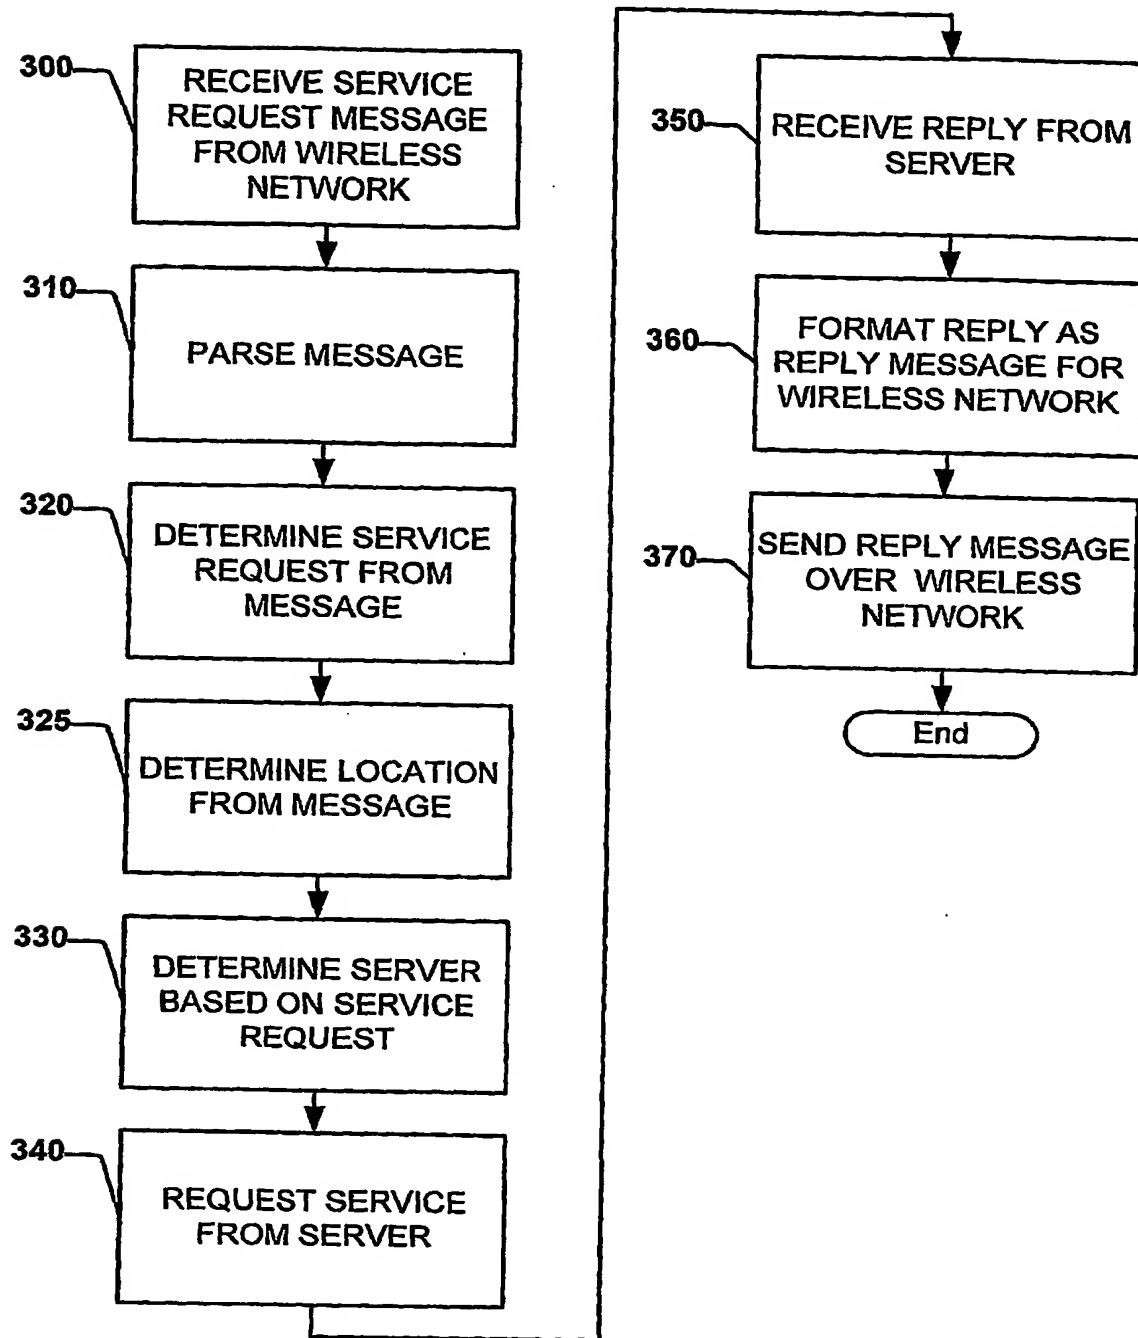 300
RECEIVE SERVICE
REQUEST MESSAGE
FROM WIRELESS
NETWORK
310
PARSE MESSAGE
320
DETERMINE SERVICE
REQUEST FROM
MESSAGE
325
DETERMINE LOCATION
FROM MESSAGE
330
DETERMINE SERVER
BASED ON SERVICE
REQUEST
340
REQUEST SERVICE
FROM SERVER
350
RECEIVE REPLY FROM
SERVER
360
FORMAT REPLY AS
REPLY MESSAGE FOR
WIRELESS NETWORK
370
SEND REPLY MESSAGE
OVER WIRELESS
NETWORK
End